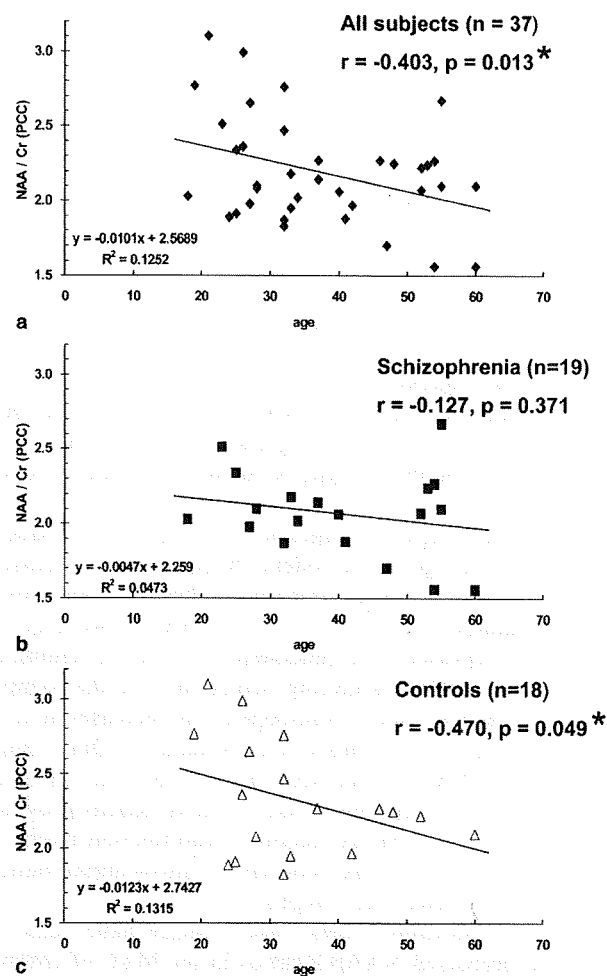 All subjects (n = 37)
r = -0.403, p = 0.013 *
3.0
2.5
2.0
1.5
NAA / Cr (PCC)
y = -0.0101x + 2.5689
R² = 0.1252
0 10 20 30 40 50 60 70
age
a
Schizophrenia (n=19)
r = -0.127, p = 0.371
3.0
2.5
2.0
1.5
NAA / Cr (PCC)
y = -0.0047x + 2.259
R² = 0.0473
0 10 20 30 40 50 60 70
age
b
Controls (n=18)
r = -0.470, p = 0.049 *
3.0
2.5
2.0
1.5
NAA / Cr (PCC)
y = -0.0123x + 2.7427
R² = 0.1315
0 10 20 30 40 50 60 70
age
c